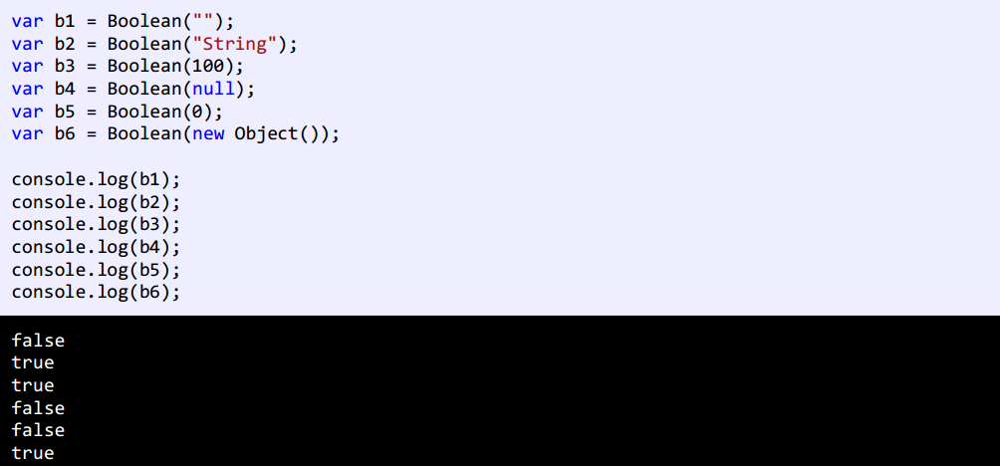 var b1 = Boolean("");
var b2 = Boolean("String");
var b3 = Boolean(100);
var b4 = Boolean(null);
var b5 = Boolean(0);
var b6 = Boolean(new Object());
console.log(b1);
console.log(b2);
console.log(b3);
console.log(b4);
console.log(b5);
console.log(b6);
false
true
true
false
false
true